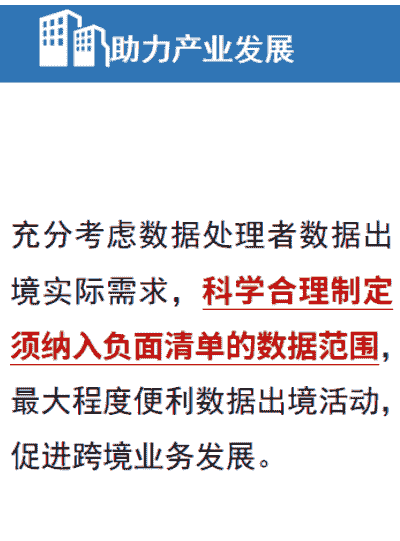 助力产业发展
充分考虑数据处理者数据出
境实际需求，科学合理制定
须纳入负面清单的数据范围，
最大程度便利数据出境活动，
促进跨境业务发展。